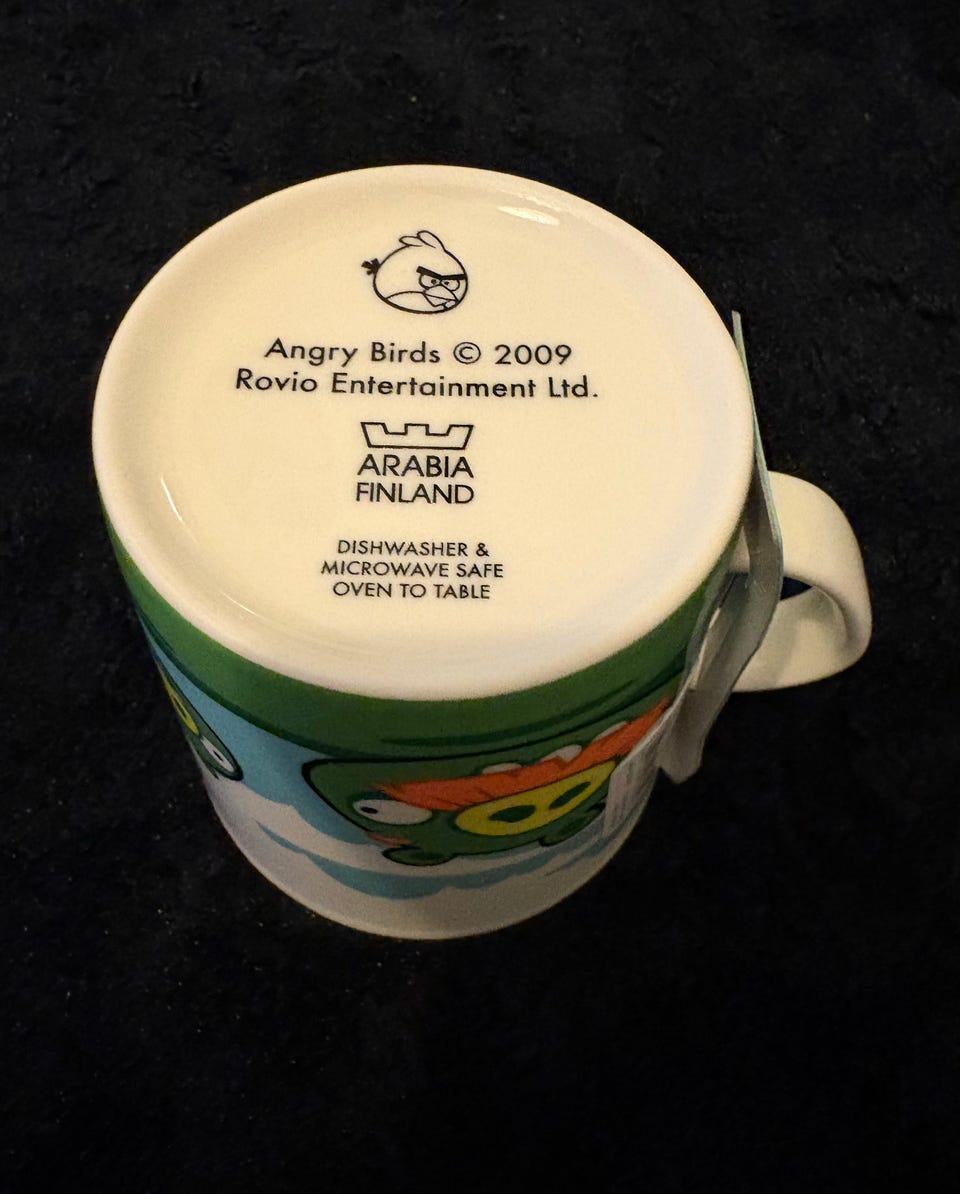 Angry Birds © 2009
Rovio Entertainment Ltd.
ARABIA
FINLAND
DISHWASHER &
MICROWAVE SAFE
OVEN TO TABLE